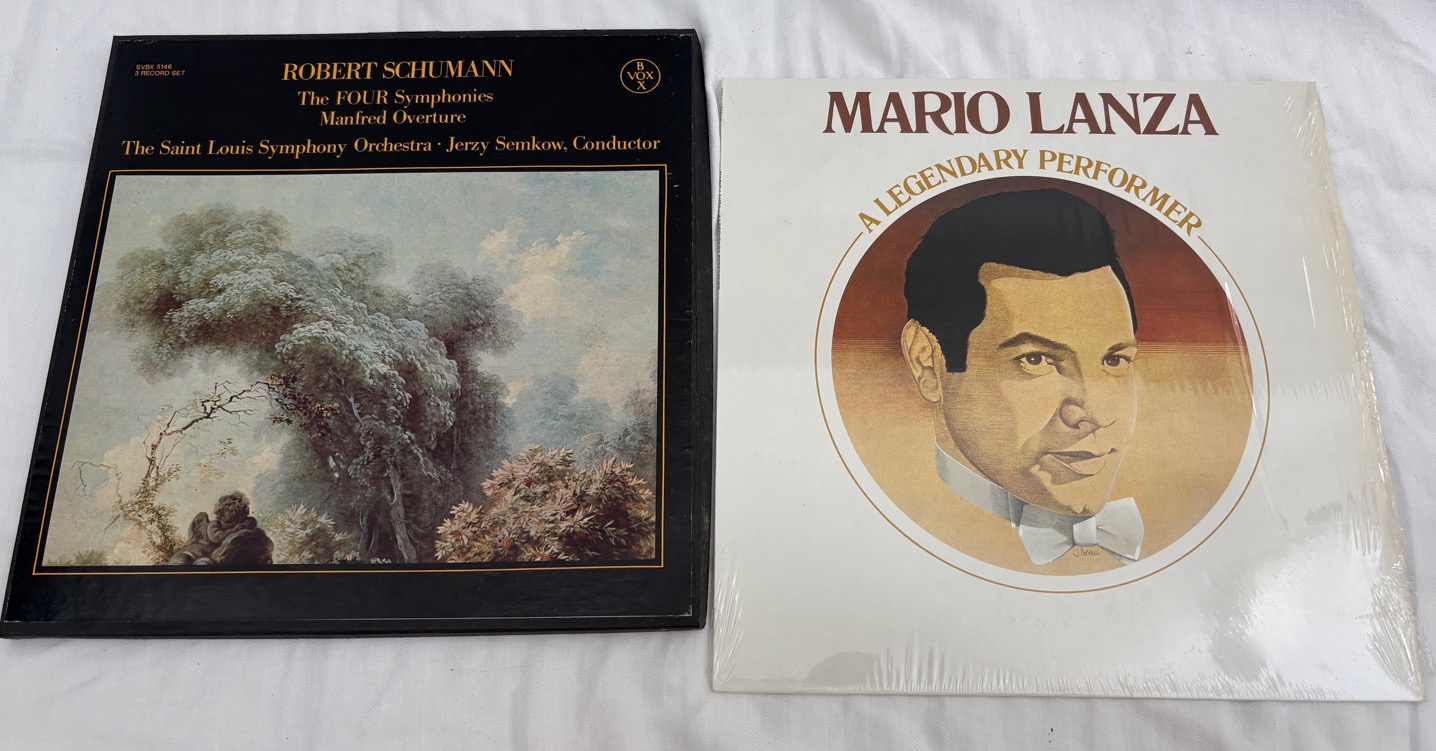 SVBX 5146
3 RECORD SET
ROBERT SCHUMANN
The FOUR Symphonies
Manfred Overture
The Saint Louis Symphony Orchestra · Jerzy Semkow, Conductor
B
VOX
X
MARIO LANZA
A LEGENDARY PERFORMER